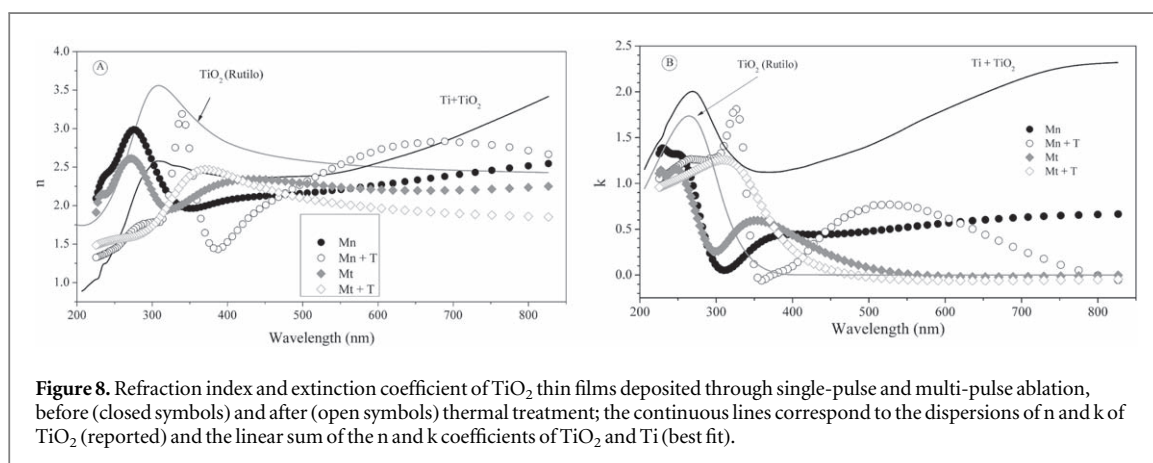 A
TiO2 (Rutilo)
Ti+TiO2
4.0
3.5
3.0
2.5
2.0
1.5
1.0
n
Mn
Mn + T
Mt
Mt + T
200 300 400 500 600 700 800
Wavelength (nm)
B
TiO2 (Rutilo)
Ti + TiO2
2.5
2.0
1.5
1.0
0.5
0.0
k
Mn
Mn + T
Mt
Mt + T
200 300 400 500 600 700 800
Wavelength (nm)
Figure 8. Refraction index and extinction coefficient of TiO2 thin films deposited through single-pulse and multi-pulse ablation,
before (closed symbols) and after (open symbols) thermal treatment; the continuous lines correspond to the dispersions of n and k of
TiO2 (reported) and the linear sum of the n and k coefficients of TiO2 and Ti (best fit).